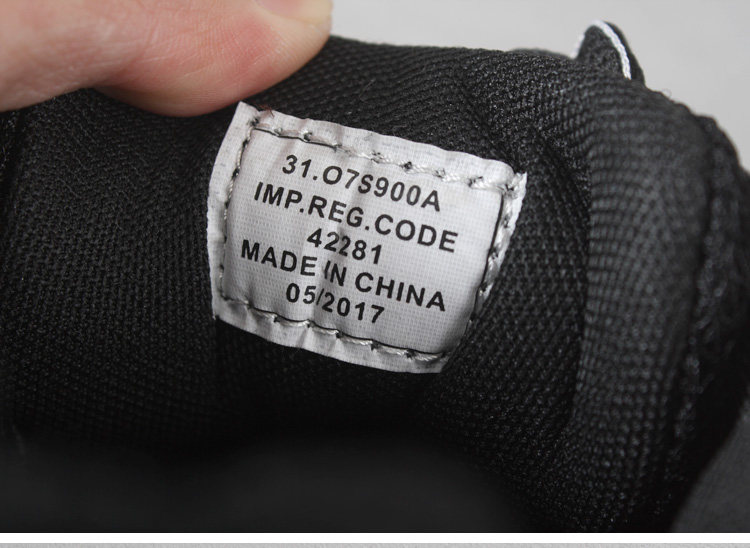 31.O7S900A
IMP.REG.CODE
42281
MADE IN CHINA
05/2017